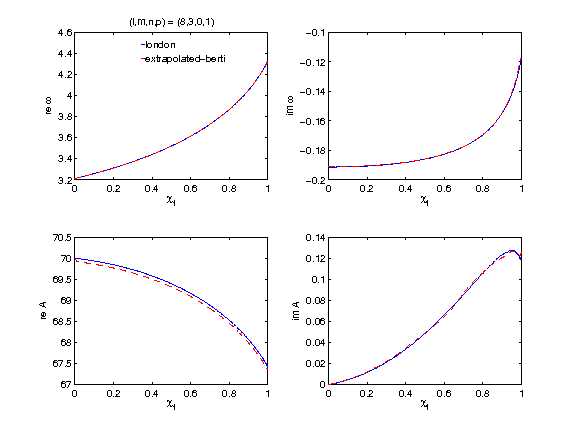 (l,m,n,p) = (8,3,0,1)
london
extrapolated−berti
re ω
4.6
4.4
4.2
4
3.8
3.6
3.4
3.2
0 0.2 0.4 0.6 0.8 1
χf
im ω
−0.1
−0.12
−0.14
−0.16
−0.18
−0.2
0 0.2 0.4 0.6 0.8 1
χf
re A
70.5
70
69.5
69
68.5
68
67.5
67
0 0.2 0.4 0.6 0.8 1
χf
im A
0.14
0.12
0.1
0.08
0.06
0.04
0.02
0
0 0.2 0.4 0.6 0.8 1
χf